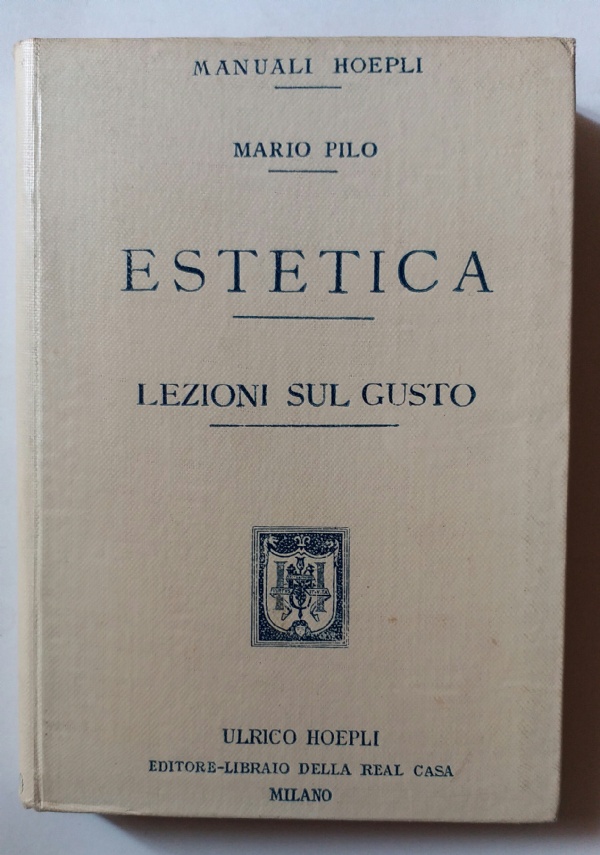 MANUALI HOEPLI
MARIO PILO
ESTETICA
LEZIONI SUL GUSTO
ULRICO HOEPLI
EDITORE-LIBRAIO DELLA REAL CASA
MILANO